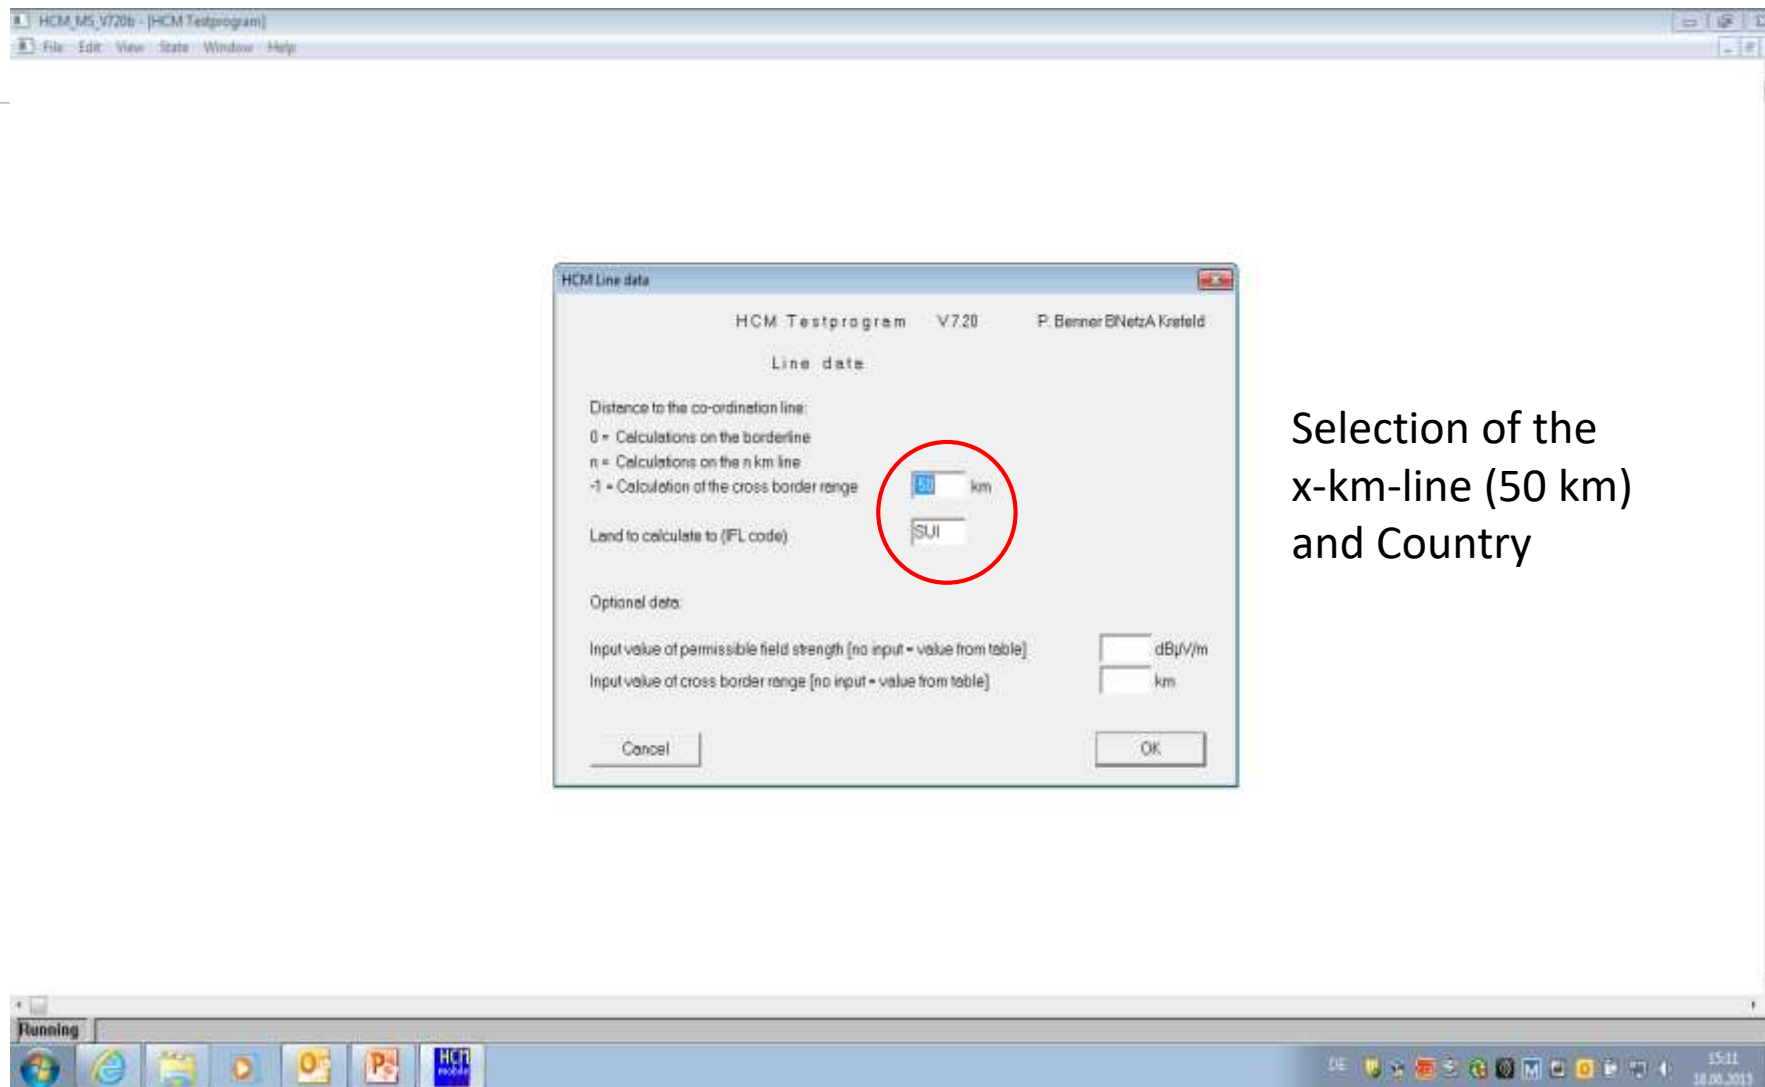 HCM_MS_V720b - [HCM Testprogram]
File Edit View State Window Help
HCM Line data
HCM Testprogram V7.20 P. Benner BNetzA Krefeld
Line data
Distance to the co-ordination line:
0 = Calculations on the borderline
n = Calculations on the n km line
-1 = Calculation of the cross border range 50 km
Land to calculate to (IFL code) SUI
Selection of the
x-km-line (50 km)
and Country
Optional data:
Input value of permissible field strength [no input = value from table] dBµV/m
Input value of cross border range [no input = value from table] km
Cancel OK
Running
HCM
mobile
DE
15:11